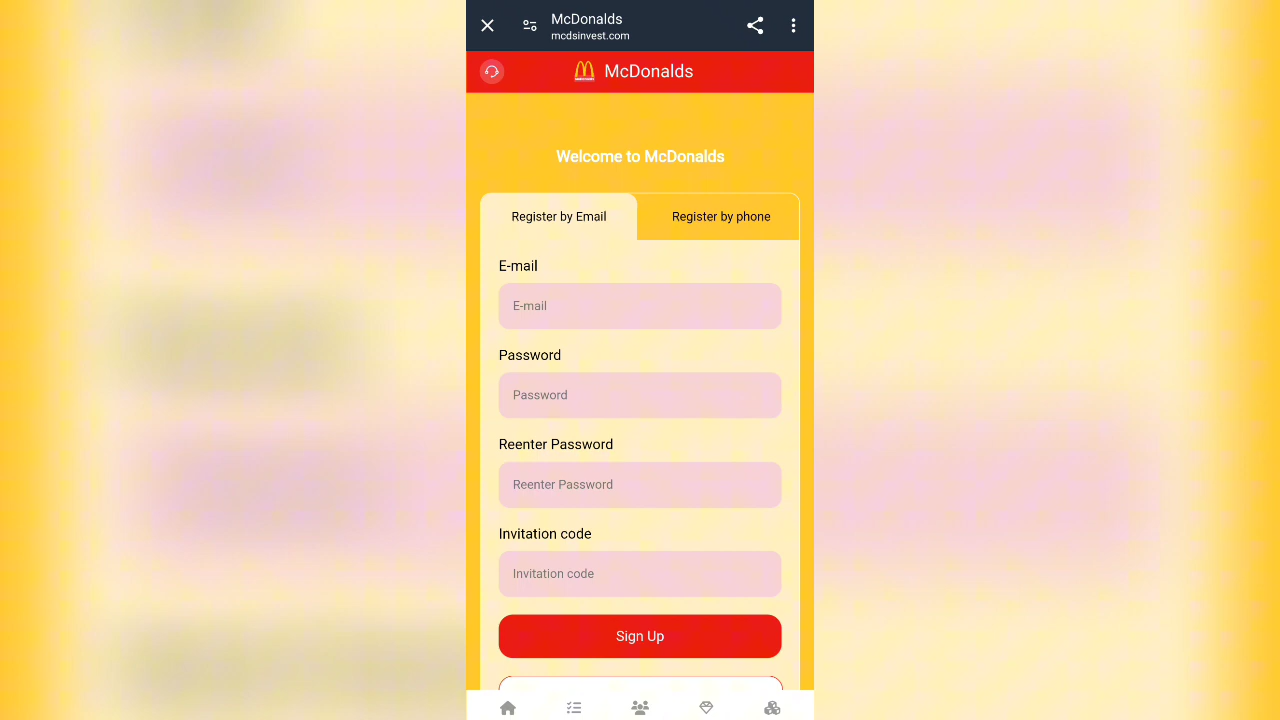 McDonalds
mcdsinvest.com
McDonalds
Welcome to McDonalds
Register by Email
Register by phone
E-mail
E-mail
Password
Password
Reenter Password
Reenter Password
Invitation code
Invitation code
Sign Up